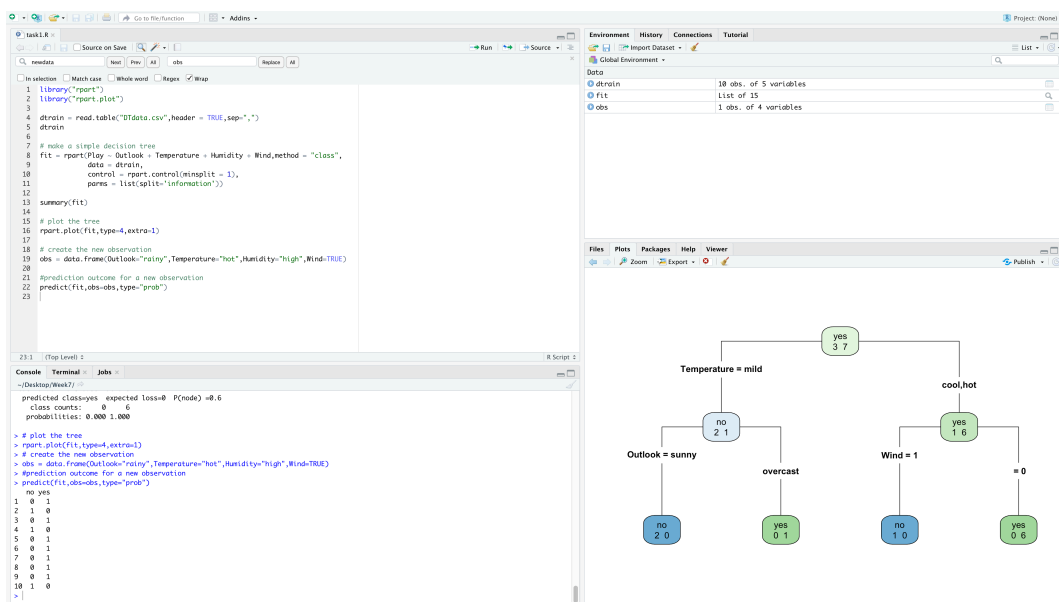 Go to file/function
Addins
Project: (None)
task1.R
Source on Save
Run
Source
newdata
Next
Prev
All
obs
Replace
All
In selection
Match case
Whole word
Regex
Wrap
1 library("rpart")
2 library("rpart.plot")
3
4 dtrain = read.table("DTdata.csv",header = TRUE,sep=",")
5 dtrain
6
7 # make a simple decision tree
8 fit = rpart(Play ~ Outlook + Temperature + Humidity + Wind,method = "class",
9 data = dtrain,
10 control = rpart.control(minsplit = 1),
11 parms = list(split='information'))
12
13 summary(fit)
14
15 # plot the tree
16 rpart.plot(fit,type=4,extra=1)
17
18 # create the new observation
19 obs = data.frame(Outlook="rainy",Temperature="hot",Humidity="high",Wind=TRUE)
20
21 #prediction outcome for a new observation
22 predict(fit,obs=obs,type="prob")
23
23:1
(Top Level)
R Script
Console
Terminal
Jobs
~/Desktop/Week7/
predicted class=yes expected loss=0 P(node) =0.6
class counts: 0 6
probabilities: 0.000 1.000
> # plot the tree
> rpart.plot(fit,type=4,extra=1)
> # create the new observation
> obs = data.frame(Outlook="rainy",Temperature="hot",Humidity="high",Wind=TRUE)
> #prediction outcome for a new observation
> predict(fit,obs=obs,type="prob")
no yes
1 0 1
2 1 0
3 0 1
4 1 0
5 0 1
6 0 1
7 0 1
8 0 1
9 0 1
10 1 0
>
Environment
History
Connections
Tutorial
Import Dataset
List
Global Environment
Data
dtrain
10 obs. of 5 variables
fit
List of 15
obs
1 obs. of 4 variables
Files
Plots
Packages
Help
Viewer
Zoom
Export
Publish
yes
3 7
Temperature = mild
cool,hot
no
2 1
yes
1 6
Outlook = sunny
overcast
Wind = 1
= 0
no
2 0
yes
0 1
no
1 0
yes
0 6